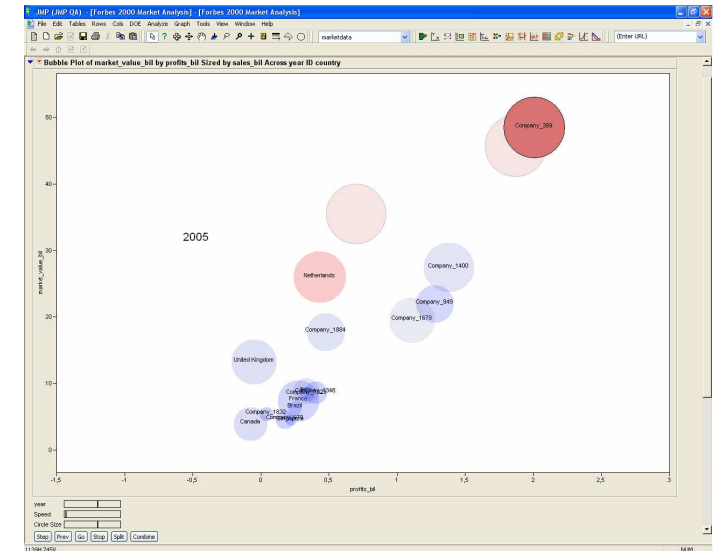 JMP (JMP QA) - [Forbes 2000 Market Analysis] - [Forbes 2000 Market Analysis]
File Edit Tables Rows Cols DOE Analyze Graph Tools View Window Help
marketdata
(Enter URL)
Bubble Plot of market_value_bil by profits_bil Sized by sales_bil Across year ID country
50
Company_369
40
2005
30
Company_1400
Netherlands
Company_949
20
Company_1678
Company_1884
United Kingdom
10
France
Brazil
Company_1832
Canada
0
market_value_bil
-1,5 -1 -0,5 0 0,5 1 1,5 2 2,5 3
profits_bil
year
Speed
Circle Size
Step Prev Go Stop Split Combine
NUM